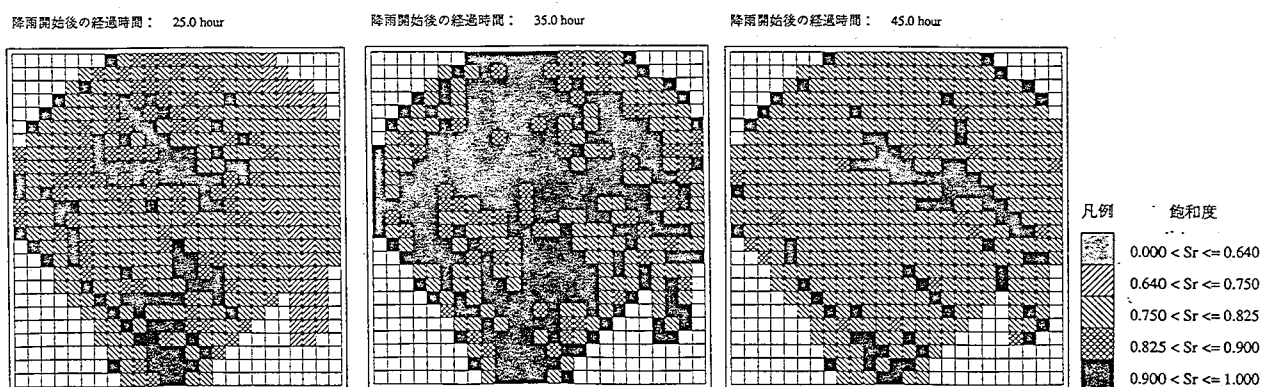 降雨開始後の経過時間： 25.0 hour
降雨開始後の経過時間： 35.0 hour
降雨開始後の経過時間： 45.0 hour
凡例 飽和度
0.000 < Sr <= 0.640
0.640 < Sr <= 0.750
0.750 < Sr <= 0.825
0.825 < Sr <= 0.900
0.900 < Sr <= 1.000